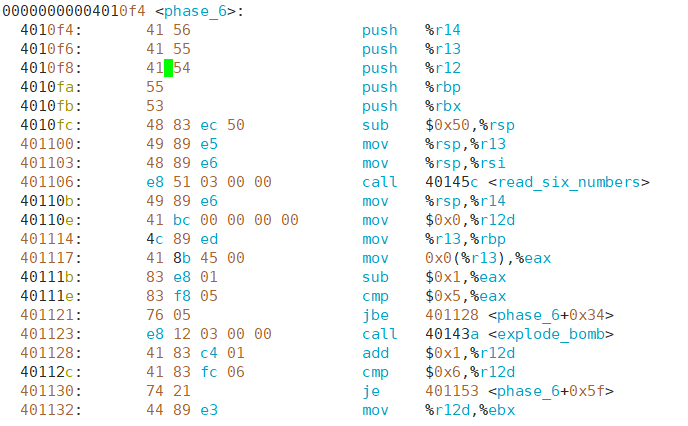 00000000004010f4 <phase_6>:
4010f4: 41 56 push %r14
4010f6: 41 55 push %r13
4010f8: 41 54 push %r12
4010fa: 55 push %rbp
4010fb: 53 push %rbx
4010fc: 48 83 ec 50 sub $0x50,%rsp
401100: 49 89 e5 mov %rsp,%r13
401103: 48 89 e6 mov %rsp,%rsi
401106: e8 51 03 00 00 call 40145c <read_six_numbers>
40110b: 49 89 e6 mov %rsp,%r14
40110e: 41 bc 00 00 00 00 mov $0x0,%r12d
401114: 4c 89 ed mov %r13,%rbp
401117: 41 8b 45 00 mov 0x0(%r13),%eax
40111b: 83 e8 01 sub $0x1,%eax
40111e: 83 f8 05 cmp $0x5,%eax
401121: 76 05 jbe 401128 <phase_6+0x34>
401123: e8 12 03 00 00 call 40143a <explode_bomb>
401128: 41 83 c4 01 add $0x1,%r12d
40112c: 41 83 fc 06 cmp $0x6,%r12d
401130: 74 21 je 401153 <phase_6+0x5f>
401132: 44 89 e3 mov %r12d,%ebx